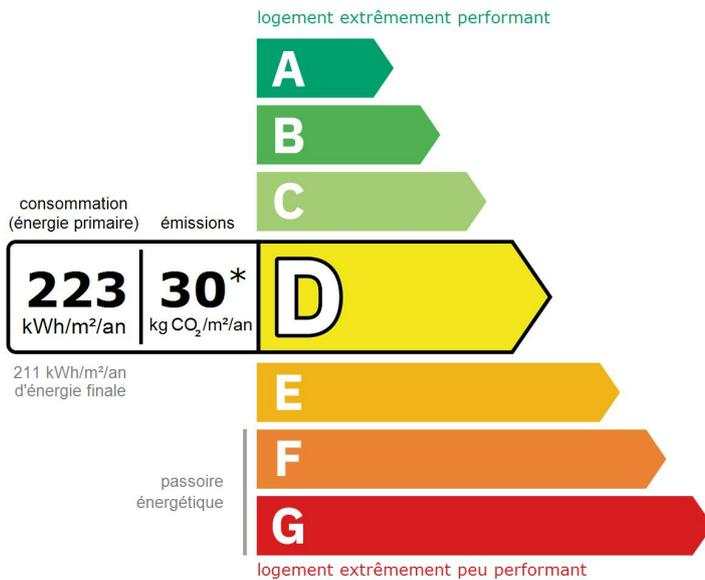 logement extrêmement performant
A
B
C
consommation
(énergie primaire)
émissions
223
kWh/m²/an
30*
kg CO₂/m²/an
D
211 kWh/m²/an
d'énergie finale
E
passoire
énergétique
F
G
logement extrêmement peu performant